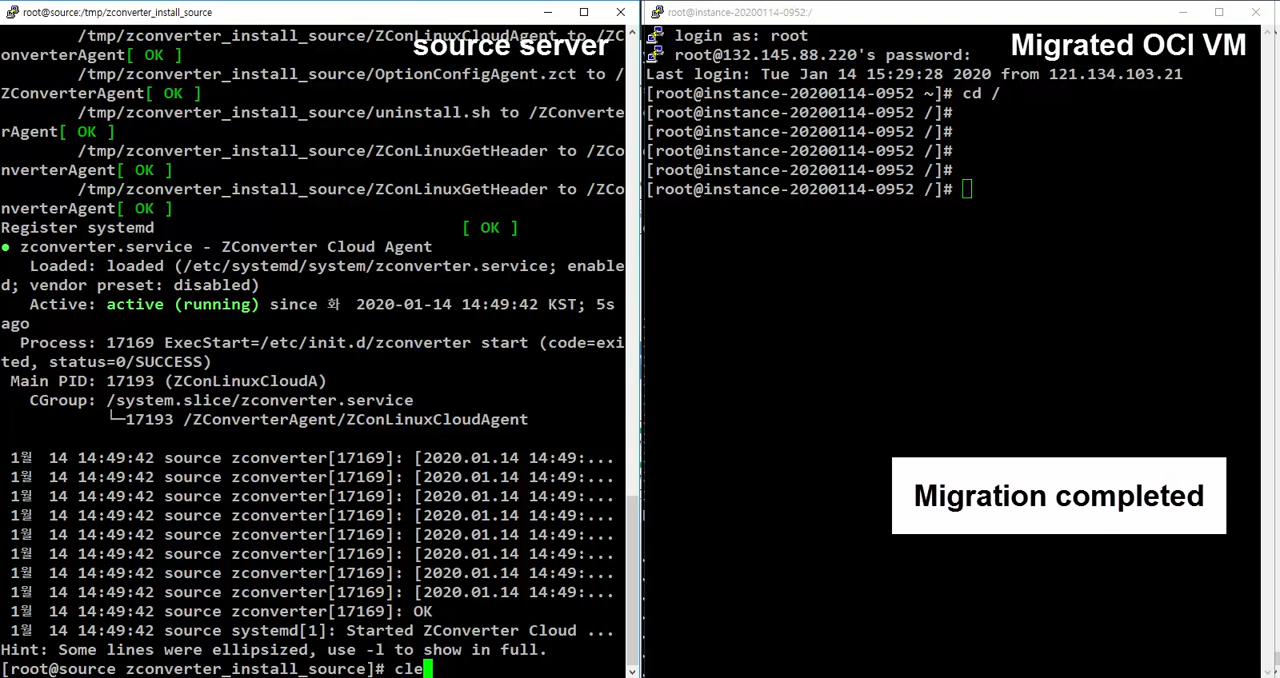 root@source:/tmp/zconverter_install_source
/tmp/zconverter_install_source/ZConLinuxCloudAgent to /ZC
onverterAgent[ OK ]
source server
/tmp/zconverter_install_source/OptionConfigAgent.zct to /
ZConverterAgent[ OK ]
/tmp/zconverter_install_source/uninstall.sh to /ZConverte
rAgent[ OK ]
/tmp/zconverter_install_source/ZConLinuxGetHeader to /ZCo
nverterAgent[ OK ]
/tmp/zconverter_install_source/ZConLinuxGetHeader to /ZCo
nverterAgent[ OK ]
Register systemd [ OK ]
● zconverter.service - ZConverter Cloud Agent
Loaded: loaded (/etc/systemd/system/zconverter.service; enable
d; vendor preset: disabled)
Active: active (running) since 화 2020-01-14 14:49:42 KST; 5s
ago
Process: 17169 ExecStart=/etc/init.d/zconverter start (code=exi
ted, status=0/SUCCESS)
Main PID: 17193 (ZConLinuxCloudA)
CGroup: /system.slice/zconverter.service
└─17193 /ZConverterAgent/ZConLinuxCloudAgent
1월 14 14:49:42 source zconverter[17169]: [2020.01.14 14:49:...
1월 14 14:49:42 source zconverter[17169]: [2020.01.14 14:49:...
1월 14 14:49:42 source zconverter[17169]: [2020.01.14 14:49:...
1월 14 14:49:42 source zconverter[17169]: [2020.01.14 14:49:...
1월 14 14:49:42 source zconverter[17169]: [2020.01.14 14:49:...
1월 14 14:49:42 source zconverter[17169]: [2020.01.14 14:49:...
1월 14 14:49:42 source zconverter[17169]: [2020.01.14 14:49:...
1월 14 14:49:42 source zconverter[17169]: [2020.01.14 14:49:...
1월 14 14:49:42 source zconverter[17169]: OK
1월 14 14:49:42 source systemd[1]: Started ZConverter Cloud ...
Hint: Some lines were ellipsized, use -l to show in full.
[root@source zconverter_install_source]# cle
root@instance-20200114-0952:/
login as: root
Migrated OCI VM
root@132.145.88.220's password:
Last login: Tue Jan 14 15:29:28 2020 from 121.134.103.21
[root@instance-20200114-0952 ~]# cd /
[root@instance-20200114-0952 /]#
[root@instance-20200114-0952 /]#
[root@instance-20200114-0952 /]#
[root@instance-20200114-0952 /]#
[root@instance-20200114-0952 /]#
Migration completed